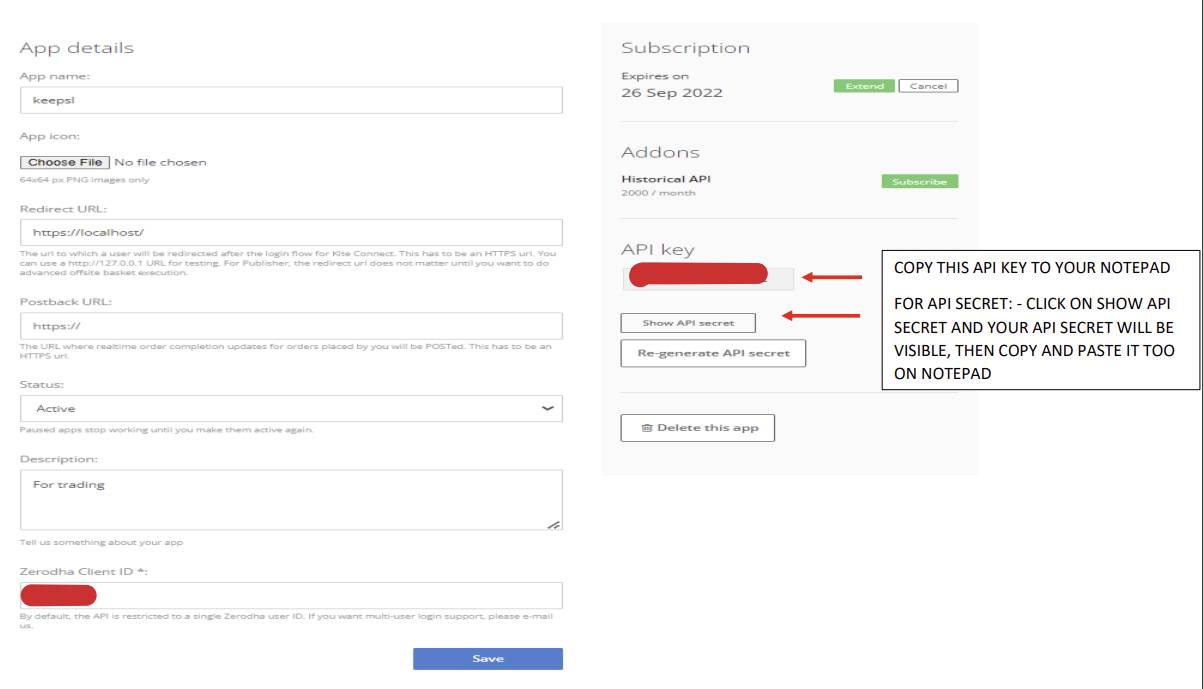 App details
App name:
keepsl
App icon:
Choose File No file chosen
64x64 px PNG images only
Redirect URL:
https://localhost/
The url to which a user will be redirected after the login flow for Kite Connect. This has to be an HTTPS url. You
can use a http://127.0.0.1 URL for testing. For Publisher, the redirect url does not matter until you want to do
advanced offsite basket execution.
Postback URL:
https://
The URL where realtime order completion updates for orders placed by you will be POSTed. This has to be an
HTTPS url.
Status:
Active
Paused apps stop working until you make them active again.
Description:
For trading
Tell us something about your app
Zerodha Client ID *:
By default, the API is restricted to a single Zerodha user ID. If you want multi-user login support, please e-mail
us.
Save
Subscription
Expires on
26 Sep 2022
Extend Cancel
Addons
Historical API
2000 / month
Subscribe
API key
Show API secret
Re-generate API secret
Delete this app
COPY THIS API KEY TO YOUR NOTEPAD
FOR API SECRET: - CLICK ON SHOW API
SECRET AND YOUR API SECRET WILL BE
VISIBLE, THEN COPY AND PASTE IT TOO
ON NOTEPAD